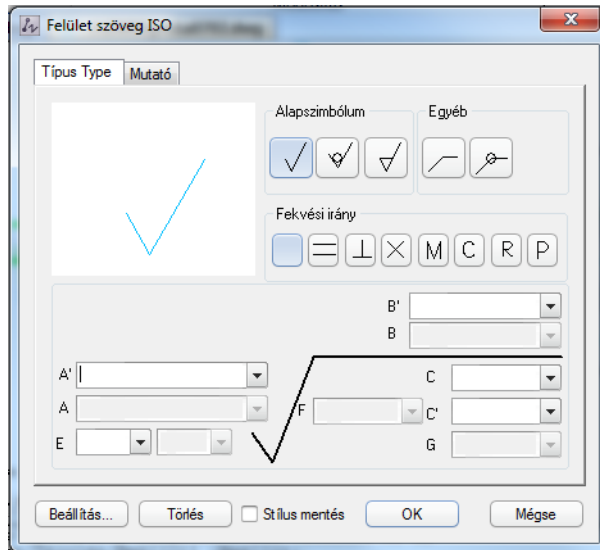 Felület szöveg ISO
Típus Type Mutató
Alapszimbólum Egyéb
Fekvési irány
M C R P
B'
B
A' C
A F C'
E G
Beállítás... Törlés Stílus mentés OK Mégse